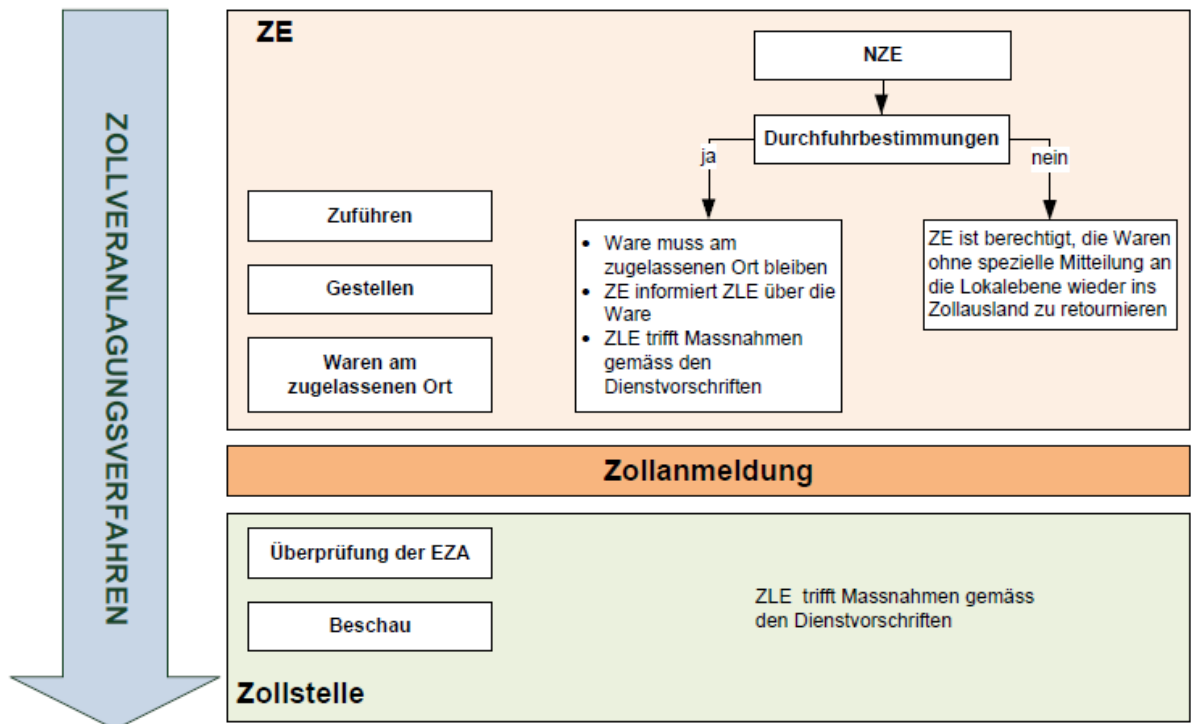 ZOLLVERANLAGUNGSVERFAHREN
ZE
NZE
Durchfuhrbestimmungen
ja
nein
Zuführen
Gestellen
Waren am
zugelassenen Ort
• Ware muss am
zugelassenen Ort bleiben
• ZE informiert ZLE über die
Ware
• ZLE trifft Massnahmen
gemäss den
Dienstvorschriften
ZE ist berechtigt, die Waren
ohne spezielle Mitteilung an
die Lokalebene wieder ins
Zollausland zu retournieren
Zollanmeldung
Überprüfung der EZA
Beschau
ZLE trifft Massnahmen gemäss
den Dienstvorschriften
Zollstelle